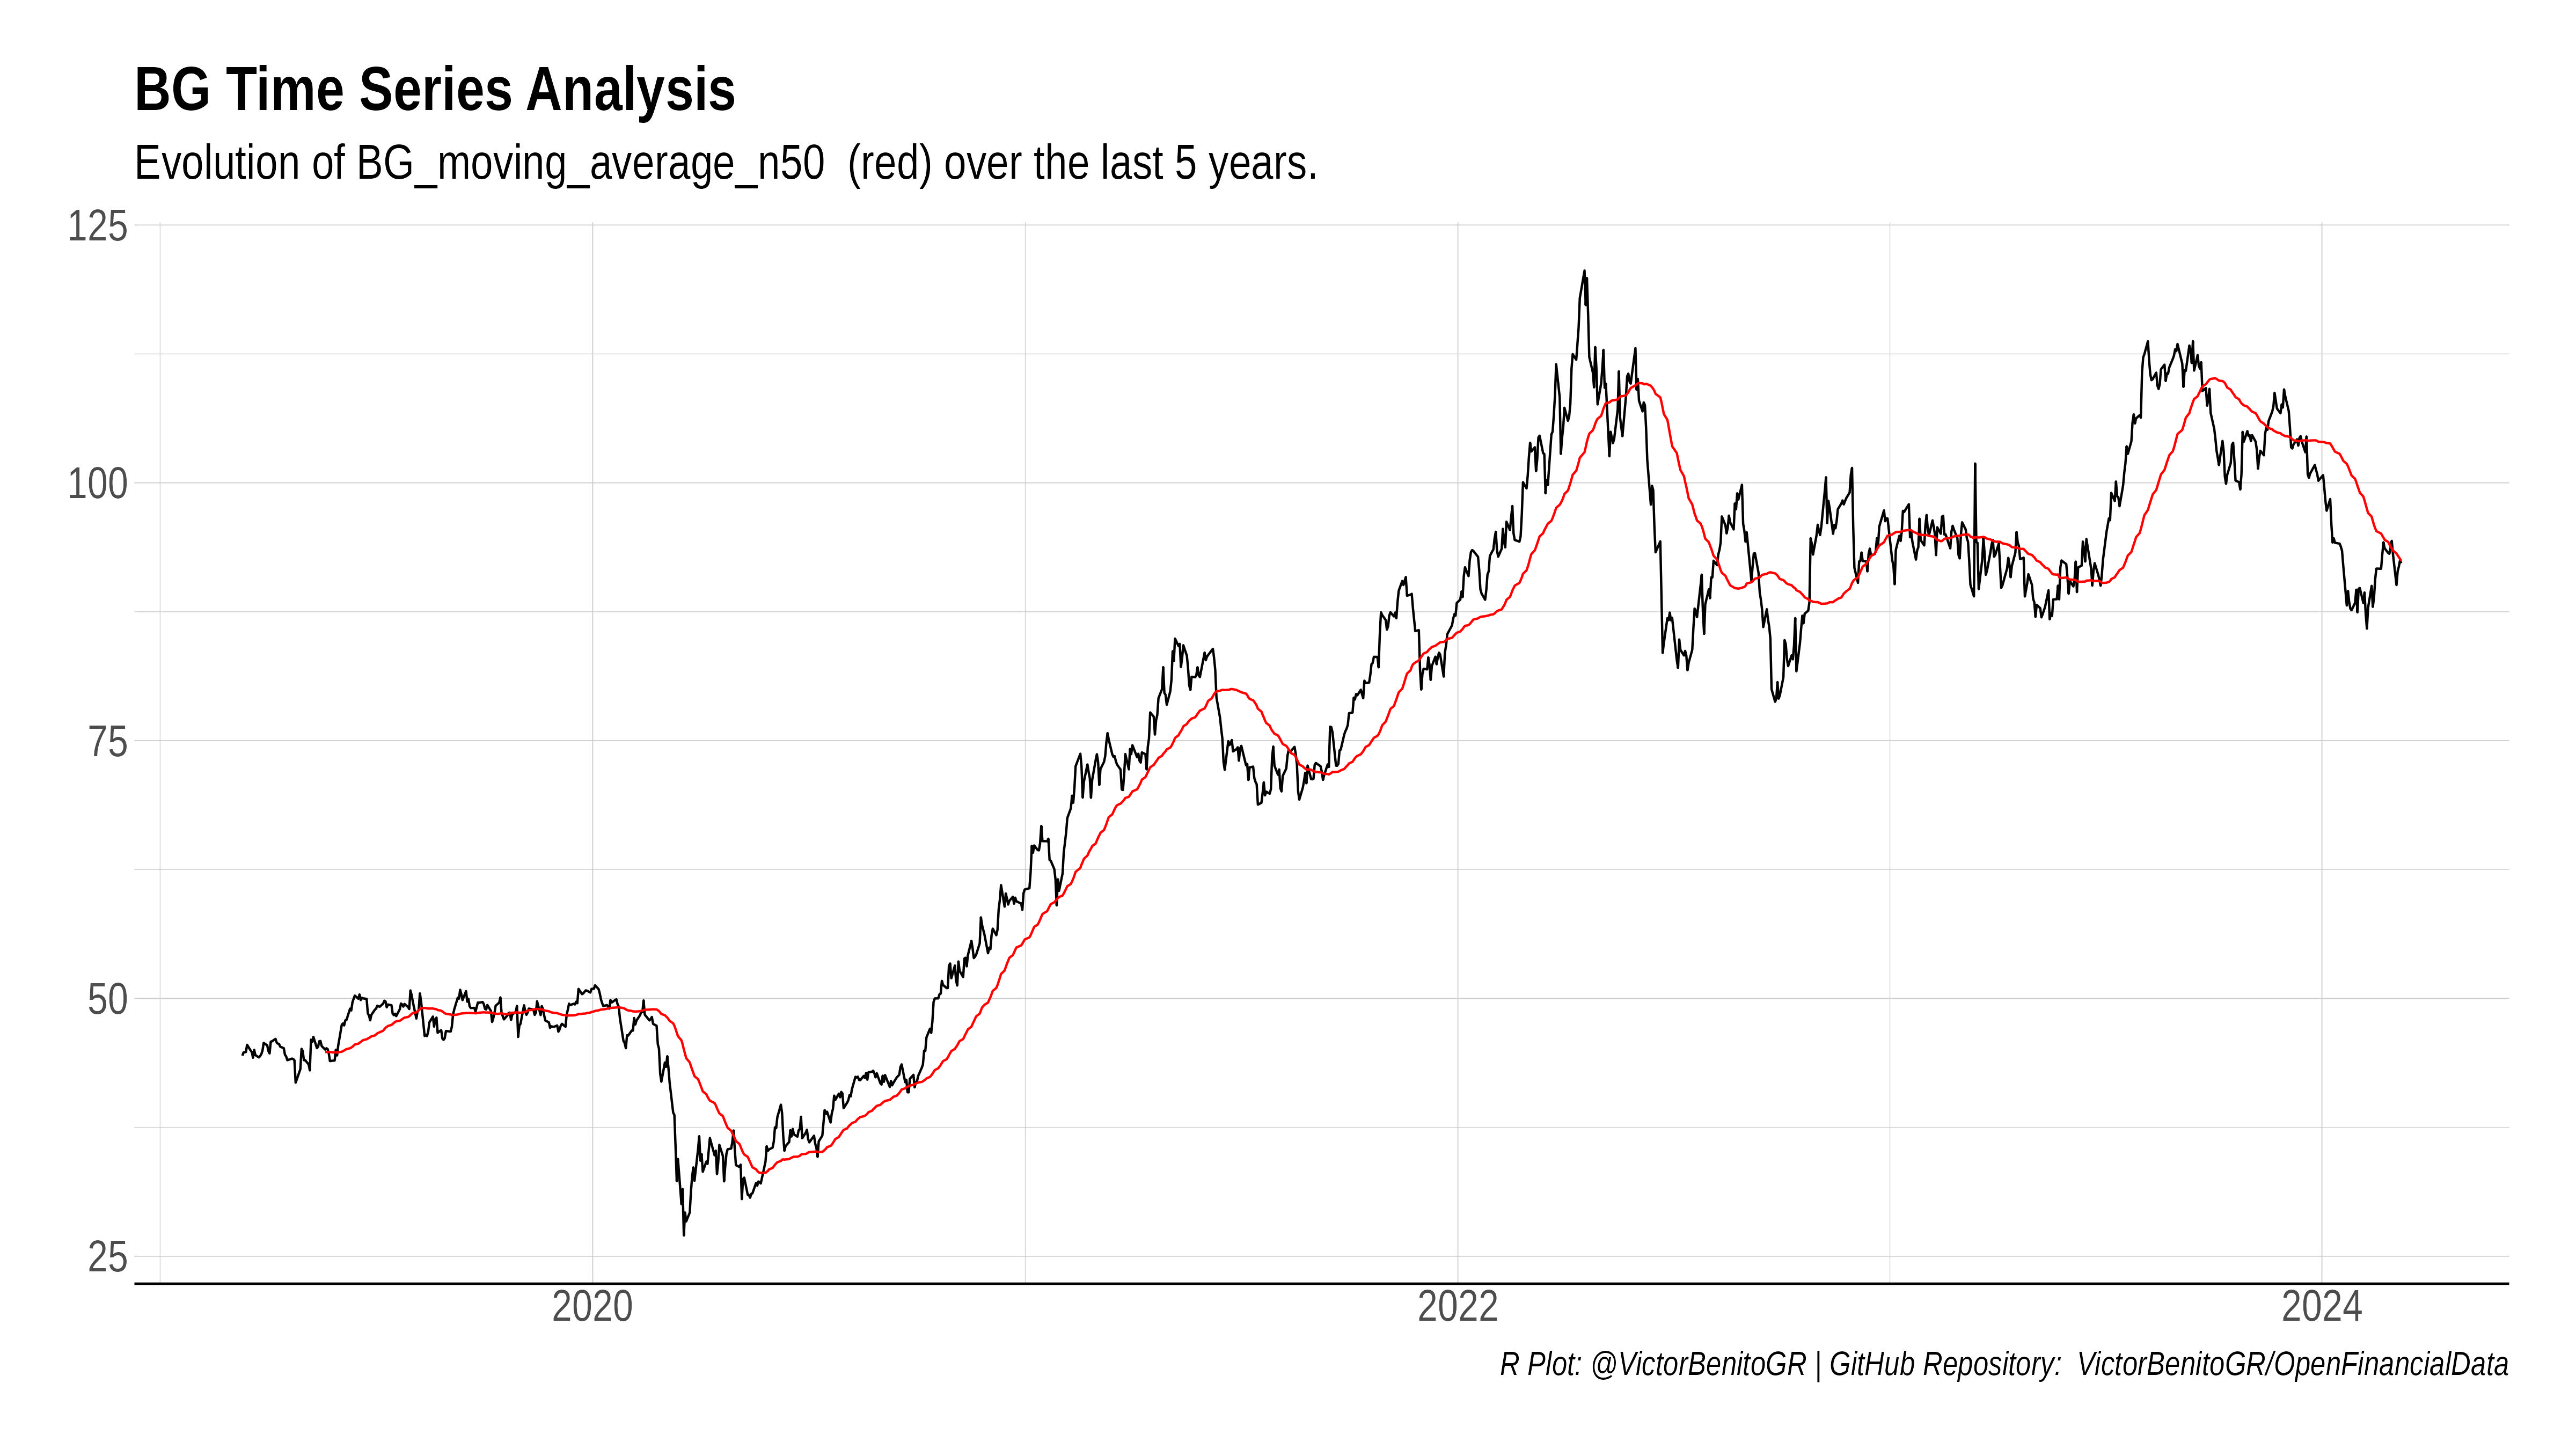 BG Time Series Analysis
Evolution of BG_moving_average_n50  (red) over the last 5 years.
125
100
75
50
25
2020
2022
2024
R Plot: @VictorBenitoGR | GitHub Repository:  VictorBenitoGR/OpenFinancialData